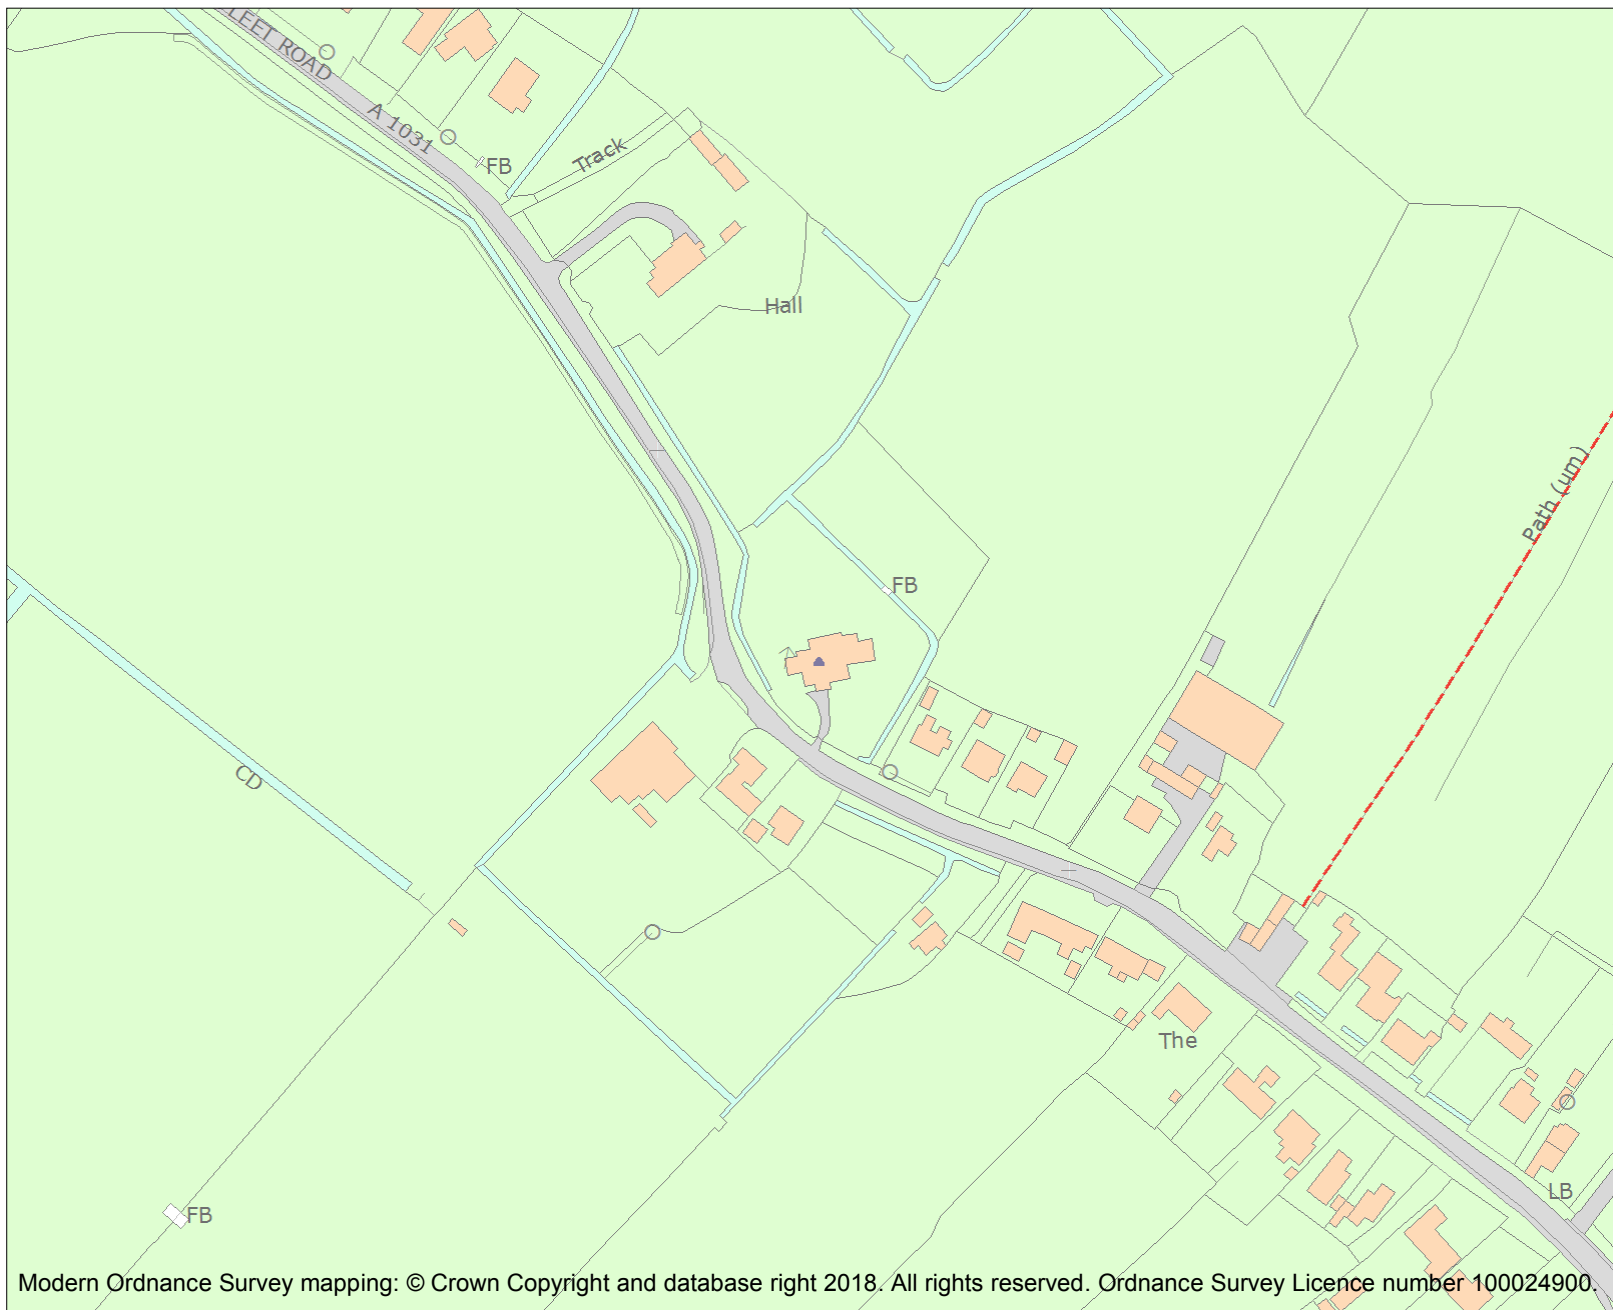 LEET ROAD
A 1031
FB
Track
Hall
Path (um)
FB
CD
The
LB
FB
Modern Ordnance Survey mapping: © Crown Copyright and database right 2018. All rights reserved. Ordnance Survey Licence number 100024900.